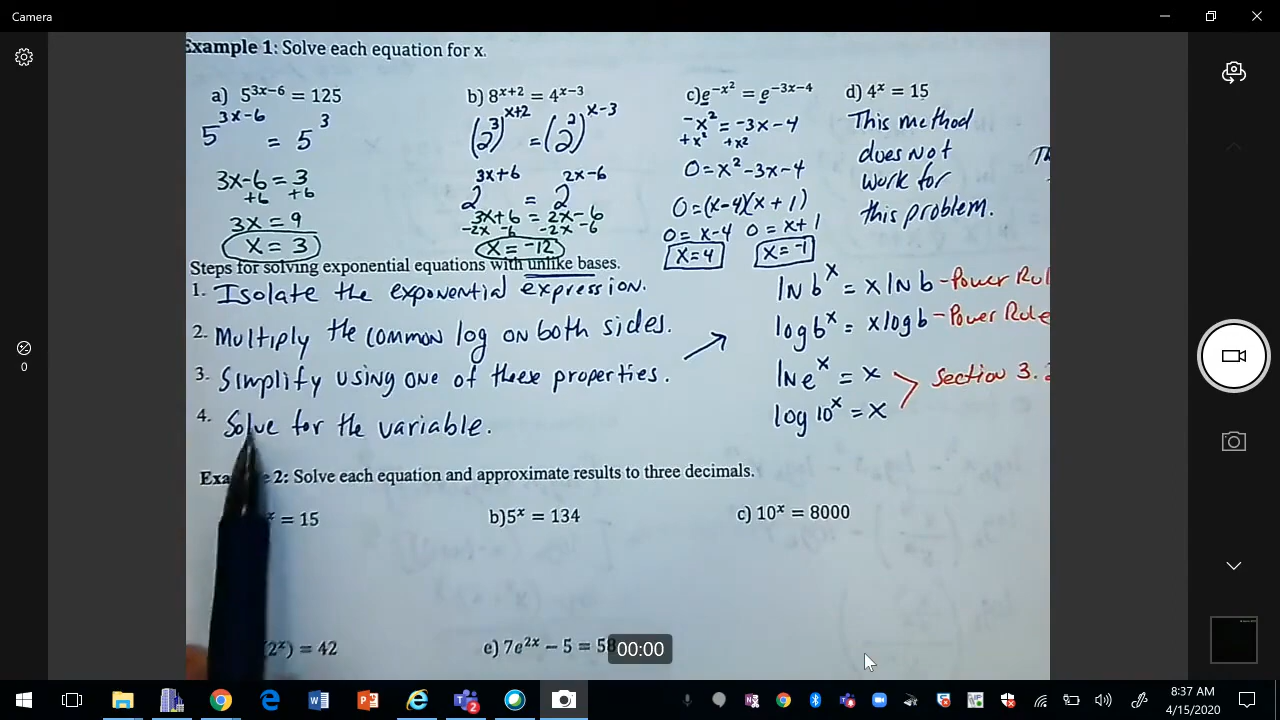 Camera
Example 1: Solve each equation for x.
a) 5^{3x−6} = 125
5^{3x-6} = 5^3
3x-6 = 3
+6 +6
3x = 9
x = 3
b) 8^{x+2} = 4^{x−3}
(2^3)^{x+2} = (2^2)^{x-3}
2^{3x+6} = 2^{2x-6}
3x+6 = 2x-6
-2x -6 -2x -6
x = -12
c) e^{−x²} = e^{−3x−4}
-x² = -3x-4
+x² +x²
0 = x²-3x-4
0 = (x-4)(x+1)
0 = x-4 0 = x+1
x=4 x=-1
d) 4^x = 15
This method
does not
work for
this problem.
Steps for solving exponential equations with unlike bases.
1. Isolate the exponential expression.
2. Multiply the common log on both sides.
3. Simplify using one of these properties.
4. Solve for the variable.
ln b^x = x ln b - Power Rul
log b^x = x log b - Power Rule
ln e^x = x
log 10^x = x
Section 3.
2: Solve each equation and approximate results to three decimals.
^x = 15
b) 5^x = 134
c) 10^x = 8000
(2^x) = 42
e) 7e^{2x} − 5 = 58
00:00
0
8:37 AM
4/15/2020